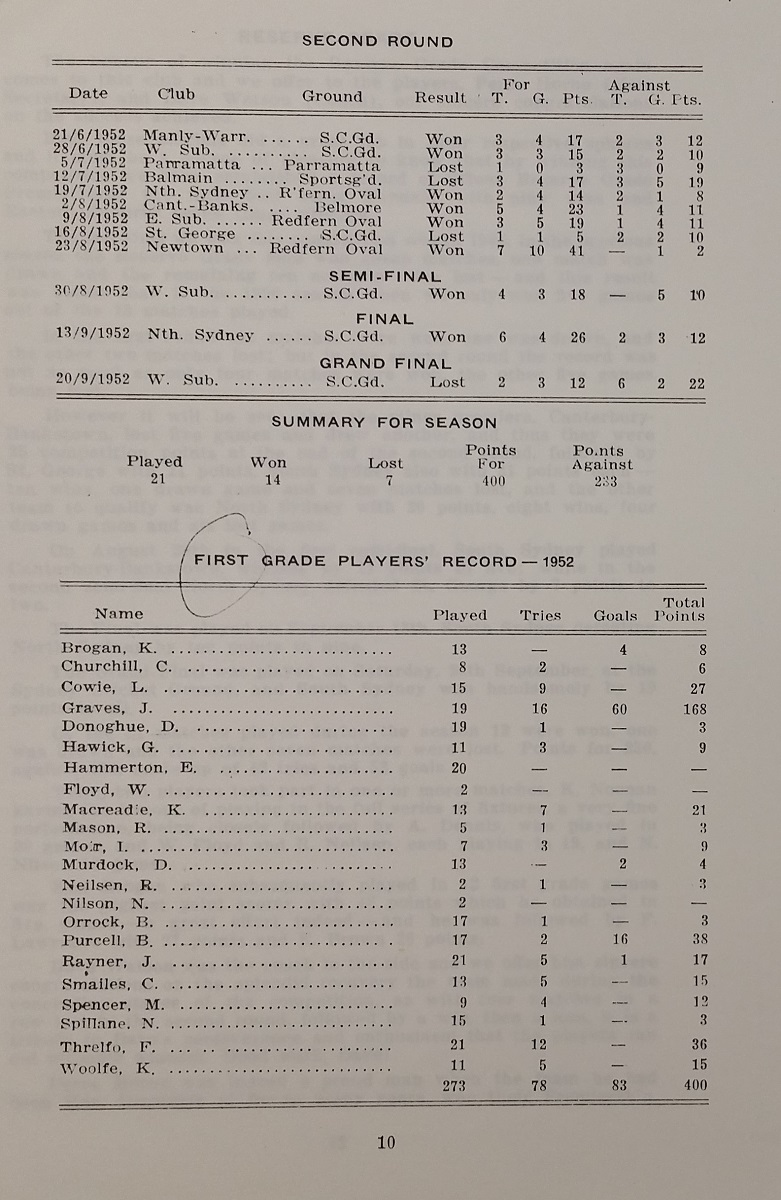 SECOND ROUND
For Against
Date Club Ground Result T. G. Pts. T. G. Pts.
21/6/1952 Manly-Warr. ...... S.C.Gd. Won 3 4 17 2 3 12
28/6/1952 W. Sub. .......... S.C.Gd. Won 3 3 15 2 2 10
5/7/1952 Parramatta ... Parramatta Lost 1 0 3 3 0 9
12/7/1952 Balmain ........ Sportsg'd. Lost 3 4 17 3 5 19
19/7/1952 Nth. Sydney .. R'fern. Oval Won 2 4 14 2 1 8
2/8/1952 Cant.-Banks. .... Belmore Won 5 4 23 1 4 11
9/8/1952 E. Sub. ...... Redfern Oval Won 3 5 19 1 4 11
16/8/1952 St. George ........ S.C.Gd. Lost 1 1 5 2 2 10
23/8/1952 Newtown ... Redfern Oval Won 7 10 41 — 1 2
SEMI-FINAL
30/8/1952 W. Sub. ........... S.C.Gd. Won 4 3 18 — 5 10
FINAL
13/9/1952 Nth. Sydney ...... S.C.Gd. Won 6 4 26 2 3 12
GRAND FINAL
20/9/1952 W. Sub. .......... S.C.Gd. Lost 2 3 12 6 2 22
SUMMARY FOR SEASON
Played Won Lost Points For Points Against
21 14 7 400 233
FIRST GRADE PLAYERS' RECORD — 1952
Name Played Tries Goals Total Points
Brogan, K. ............................ 13 — 4 8
Churchill, C. .......................... 8 2 — 6
Cowie, L. ............................. 15 9 — 27
Graves, J. ............................ 19 16 60 168
Donoghue, D. ......................... 19 1 — 3
Hawick, G. ............................ 11 3 — 9
Hammerton, E. ...................... 20 — — —
Floyd, W. ............................. 2 — — —
Macreadie, K. ........................ 13 7 — 21
Mason, R. ............................ 5 1 — 3
Moir, I. ................................ 7 3 — 9
Murdock, D. .......................... 13 — 2 4
Neilsen, R. ........................... 2 1 — 3
Nilson, N. ............................ 2 — — —
Orrock, B. ............................ 17 1 — 3
Purcell, B. ............................ 17 2 16 38
Rayner, J. ............................ 21 5 1 17
Smailes, C. ........................... 13 5 — 15
Spencer, M. .......................... 9 4 — 12
Spillane, N. .......................... 15 1 — 3
Threlfo, F. ... .. .................... 21 12 — 36
Woolfe, K. ............................ 11 5 — 15
273 78 83 400
10